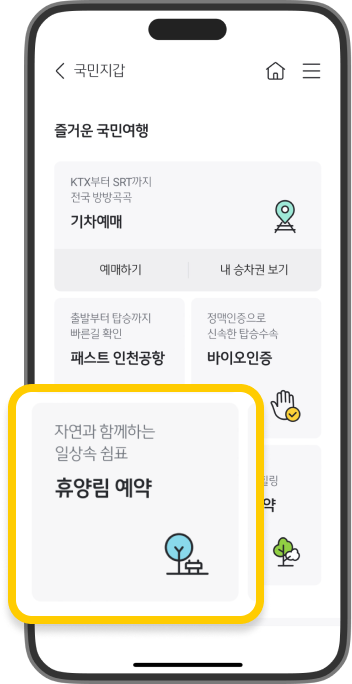 국민지갑
즐거운 국민여행
KTX부터 SRT까지
전국 방방곡곡
기차예매
예매하기
내 승차권 보기
출발부터 탑승까지
빠른길 확인
패스트 인천공항
정맥인증으로
신속한 탑승수속
바이오인증
자연과 함께하는
일상속 쉼표
휴양림 예약
힐링
약